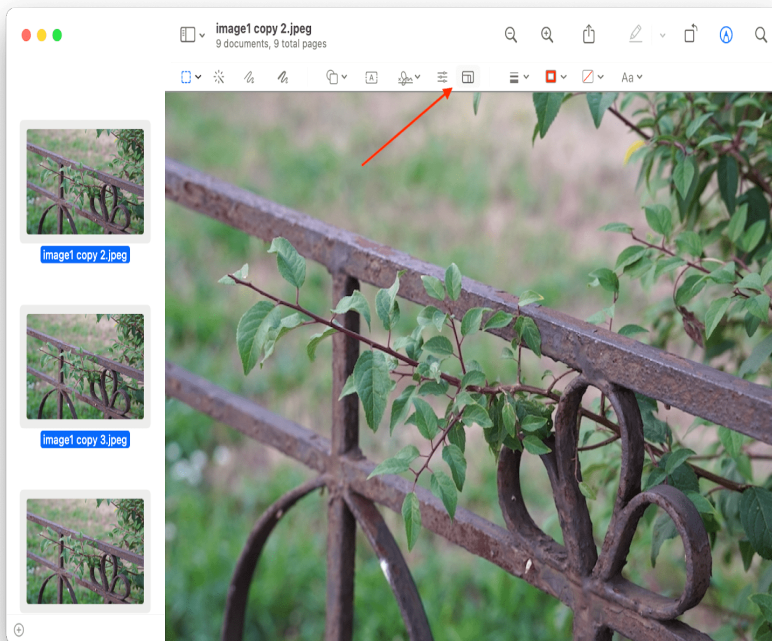 image1 copy 2.jpeg
9 documents, 9 total pages
A
Aa
image1 copy 2.jpeg
image1 copy 3.jpeg